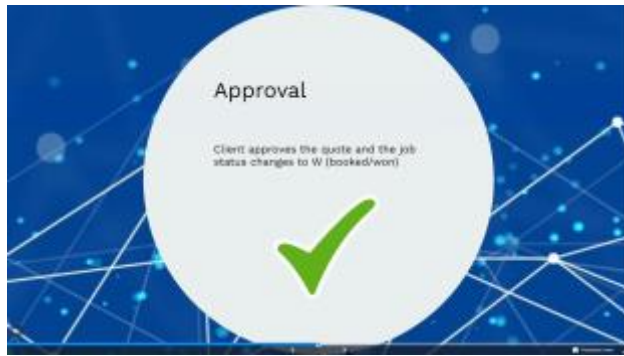 Approval
Client approves the quote and the job
status changes to W (booked/won)